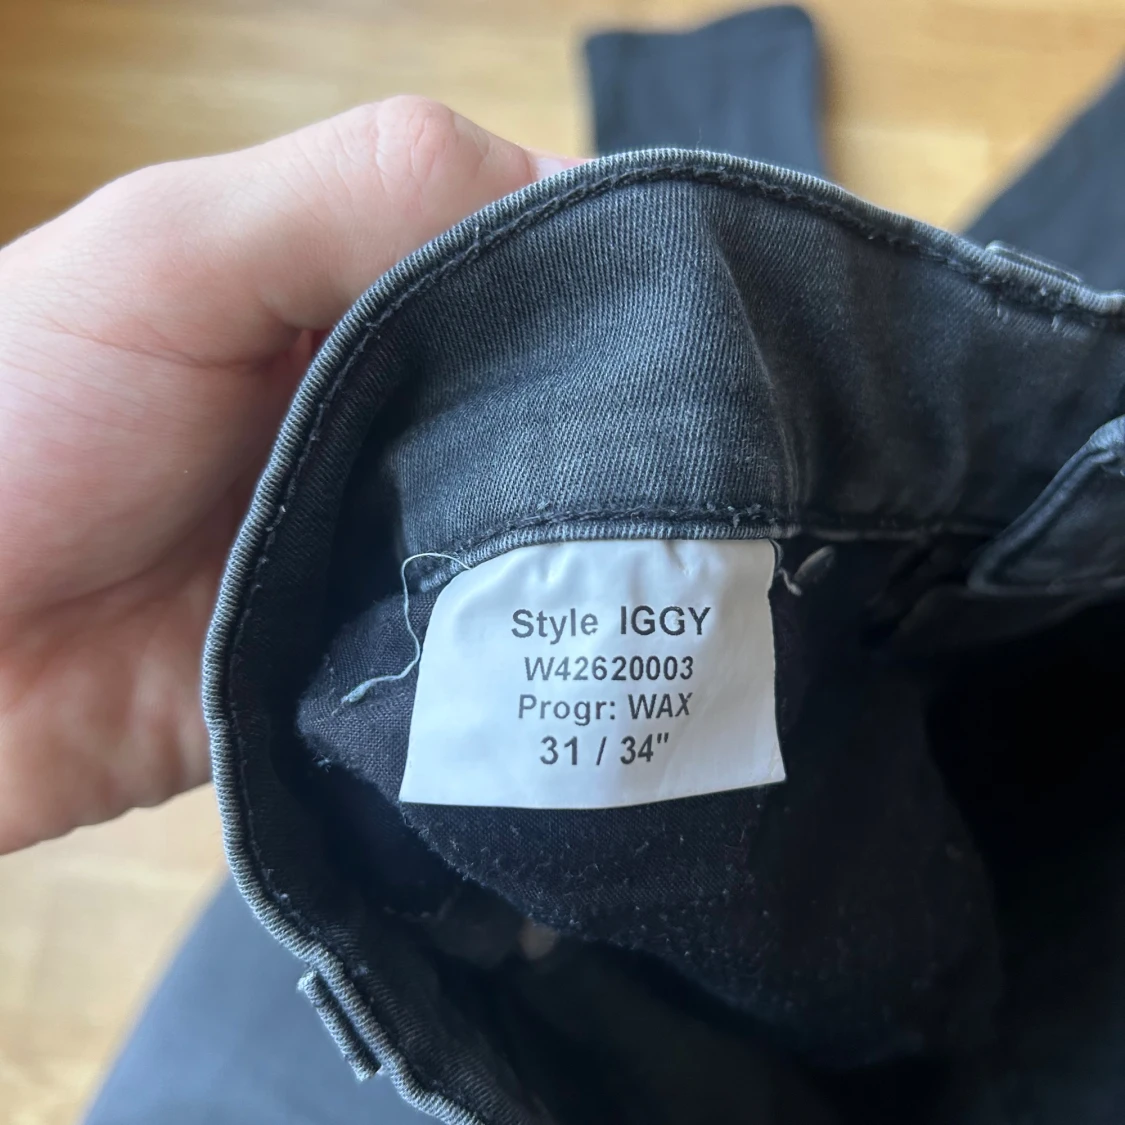 Style IGGY
W42620003
Progr: WAX
31 / 34"